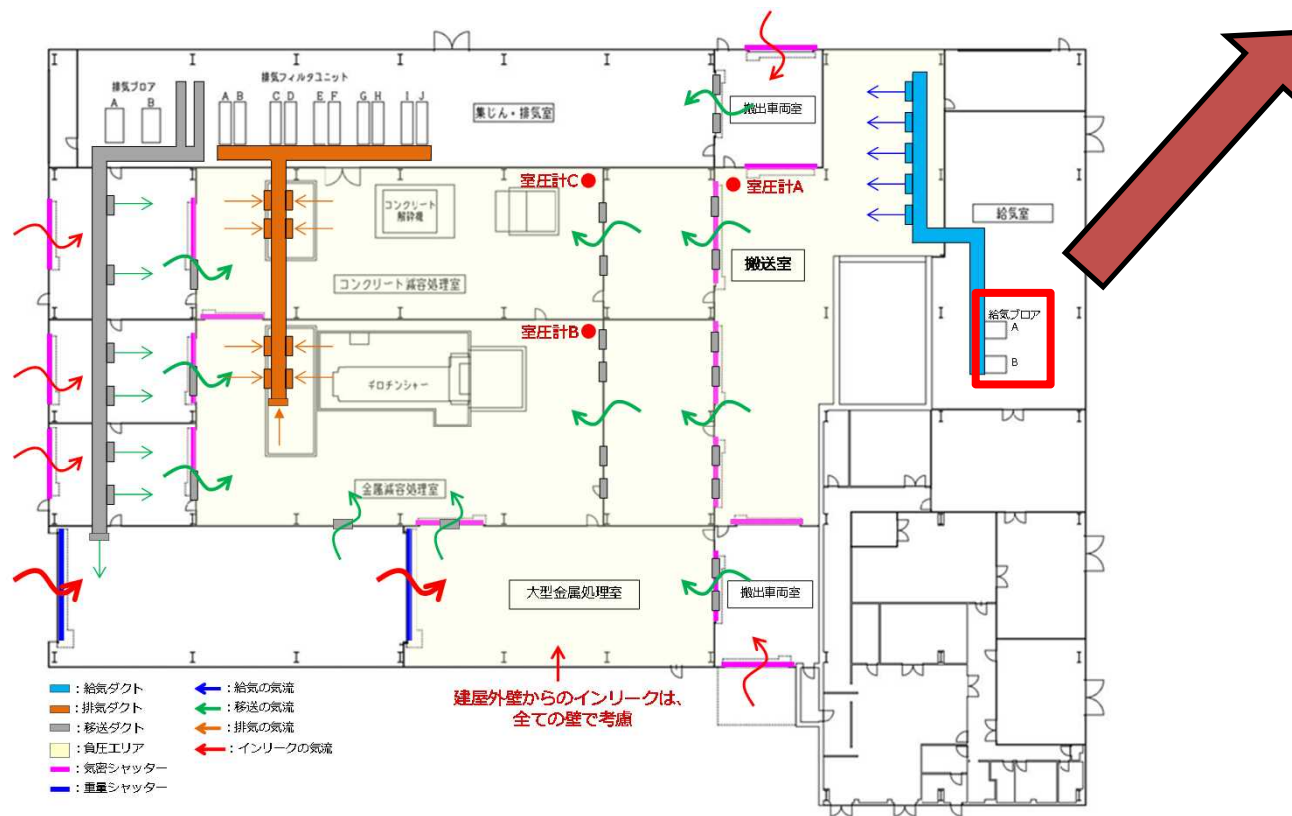 排気ブロア
A B
排気フィルタユニット
A B C D E F G H I J
集じん・排気室
搬出車両室
室圧計C
室圧計A
コンクリート
解砕機
給気室
搬送室
コンクリート減容処理室
給気ブロア
A
B
室圧計B
ギロチンシャー
金属減容処理室
大型金属処理室
搬出車両室
建屋外壁からのインリークは、
全ての壁で考慮
：給気ダクト
：排気ダクト
：移送ダクト
：負圧エリア
：気密シャッター
：重量シャッター
：給気の気流
：移送の気流
：排気の気流
：インリークの気流